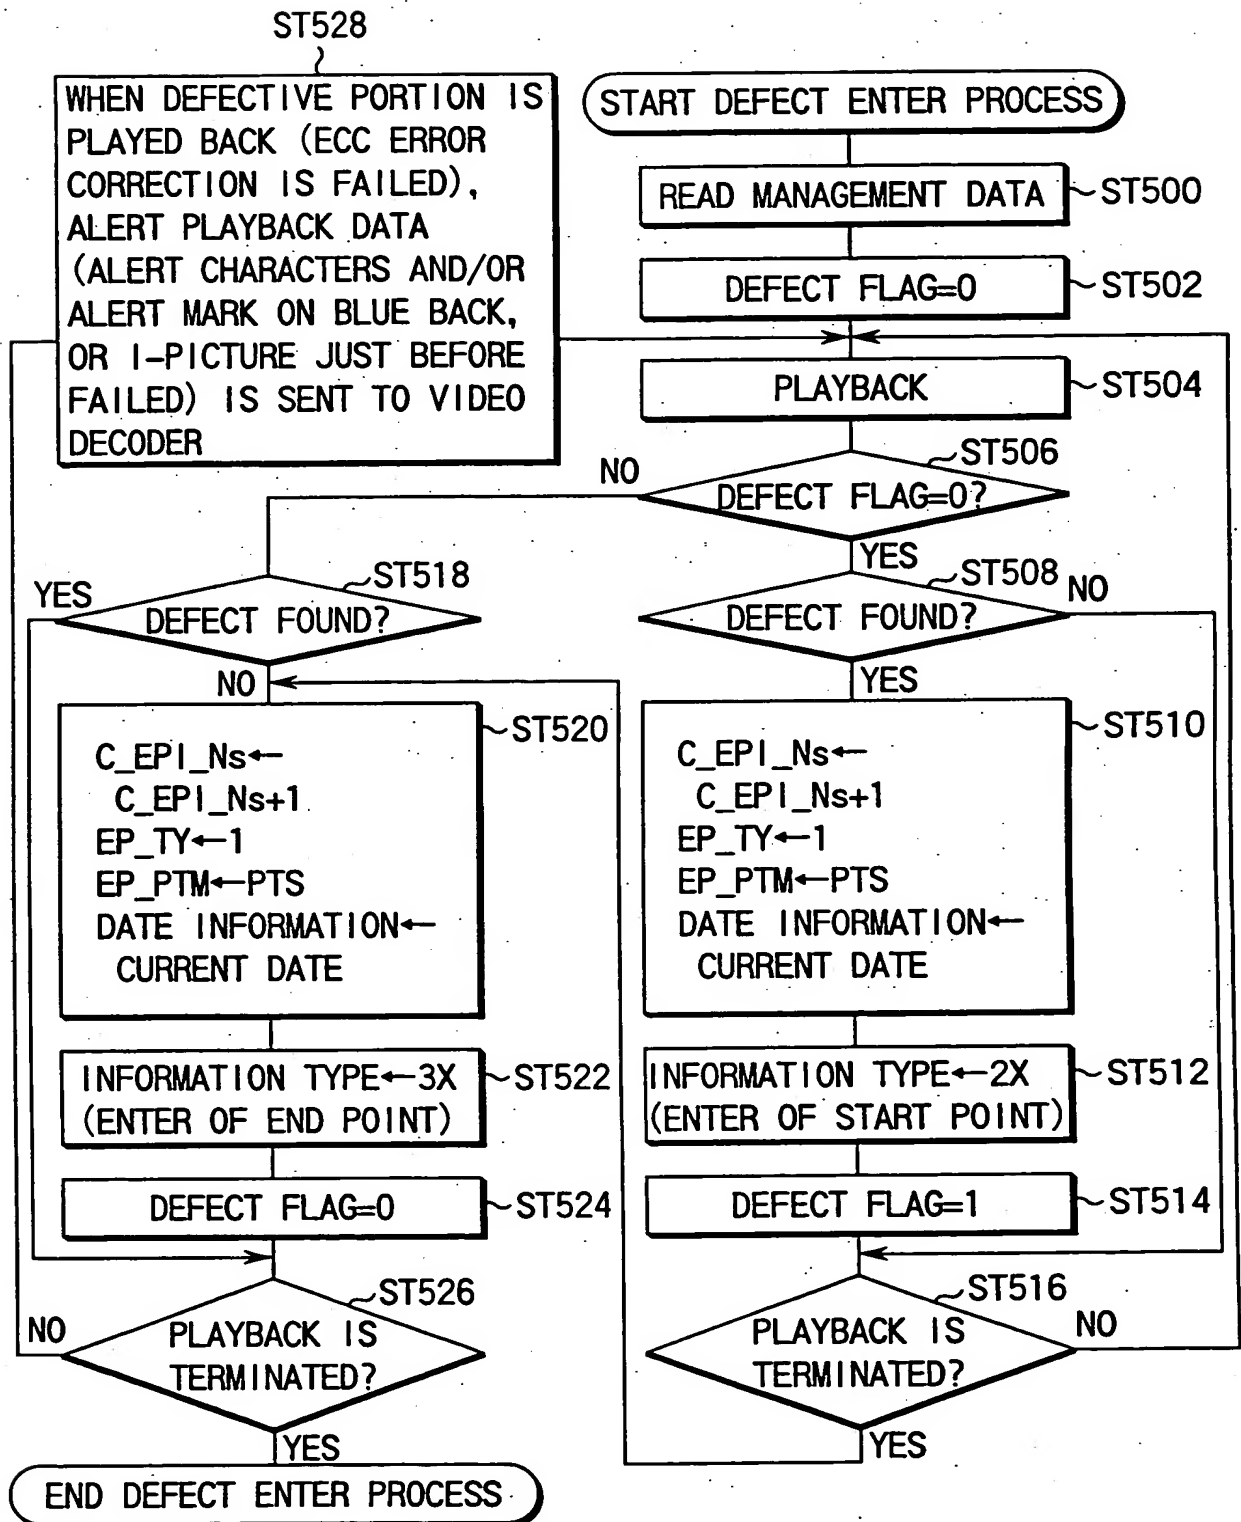 ST528
WHEN DEFECTIVE PORTION IS
PLAYED BACK (ECC ERROR
CORRECTION IS FAILED),
ALERT PLAYBACK DATA
(ALERT CHARACTERS AND/OR
ALERT MARK ON BLUE BACK,
OR I-PICTURE JUST BEFORE
FAILED) IS SENT TO VIDEO
DECODER
START DEFECT ENTER PROCESS
READ MANAGEMENT DATA
ST500
DEFECT FLAG=0
ST502
PLAYBACK
ST504
ST506
NO
DEFECT FLAG=0?
YES
ST518
YES
DEFECT FOUND?
NO
ST508
NO
DEFECT FOUND?
YES
ST520
C_EPI_Ns←
C_EPI_Ns+1
EP_TY←1
EP_PTM←PTS
DATE INFORMATION←
CURRENT DATE
ST510
C_EPI_Ns←
C_EPI_Ns+1
EP_TY←1
EP_PTM←PTS
DATE INFORMATION←
CURRENT DATE
INFORMATION TYPE←3X
(ENTER OF END POINT)
ST522
INFORMATION TYPE←2X
(ENTER OF START POINT)
ST512
DEFECT FLAG=0
ST524
DEFECT FLAG=1
ST514
ST526
NO
PLAYBACK IS
TERMINATED?
YES
ST516
NO
PLAYBACK IS
TERMINATED?
YES
END DEFECT ENTER PROCESS